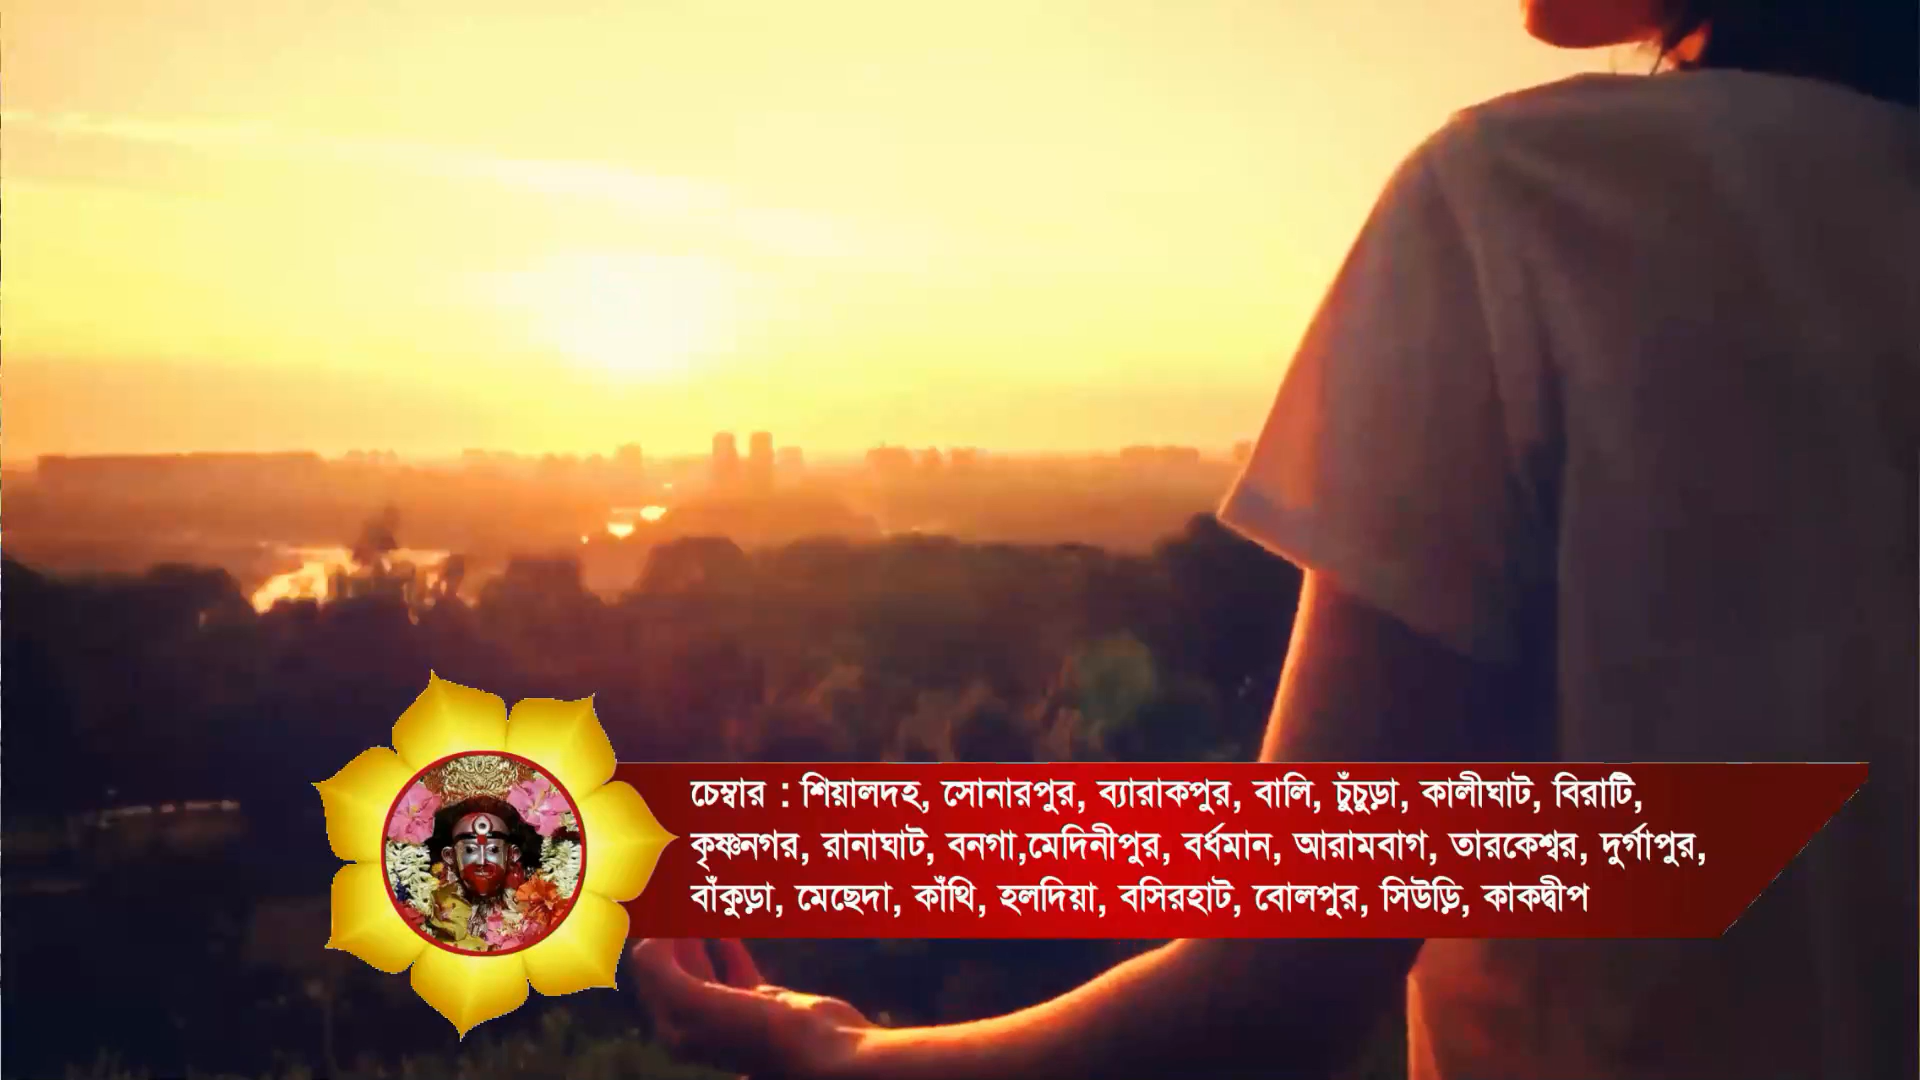 চেম্বার : শিয়ালদহ, সোনারপুর, ব্যারাকপুর, বালি, চুঁচুড়া, কালীঘাট, বিরাটি,
কৃষ্ণনগর, রানাঘাট, বনগা,মেদিনীপুর, বর্ধমান, আরামবাগ, তারকেশ্বর, দুর্গাপুর,
বাঁকুড়া, মেছেদা, কাঁথি, হলদিয়া, বসিরহাট, বোলপুর, সিউড়ি, কাকদ্বীপ